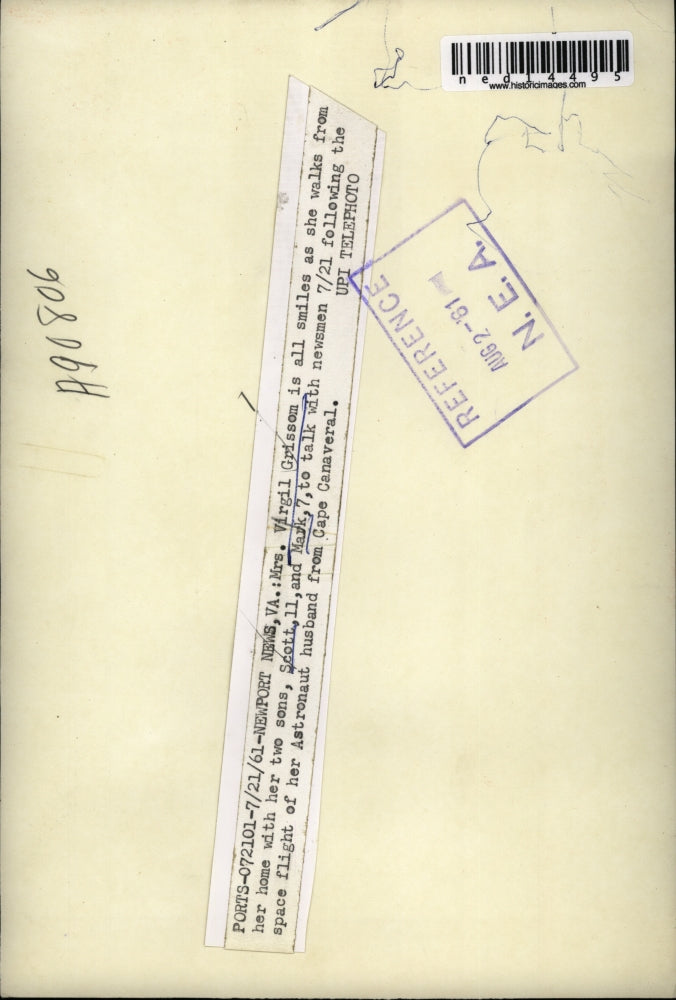 ned14495
www.historicimages.com
PORTS-072101-7/21/61-NEWPORT NEWS,VA.:Mrs. Virgil Grissom is all smiles as she walks from
her home with her two sons, Scott,11,and Mark,7,to talk with newsmen 7/21 following the
space flight of her Astronaut husband from Cape Canaveral.
UPI TELEPHOTO
REFERENCE
AUG 2-'61
N. E. A.
A90806